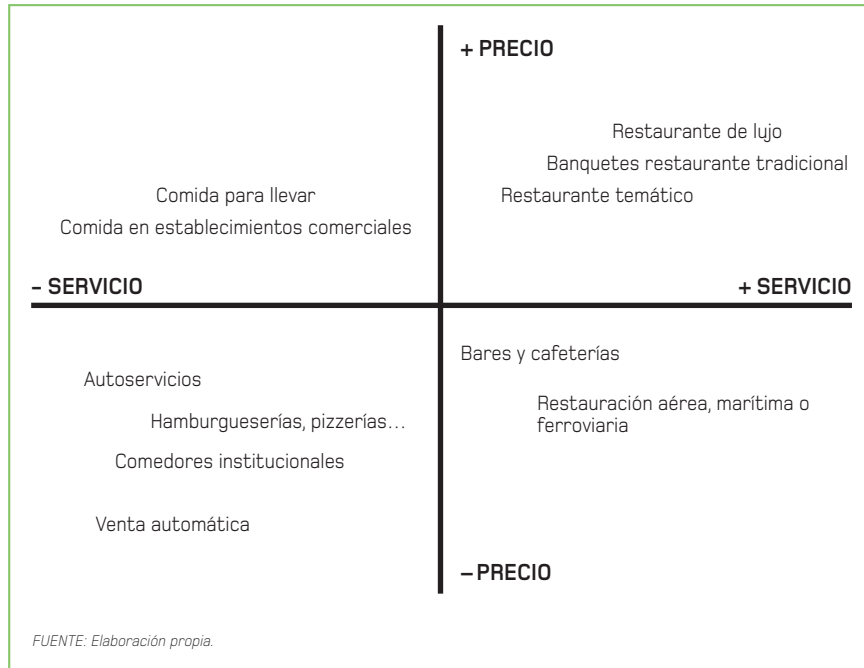 + PRECIO
Restaurante de lujo
Banquetes restaurante tradicional
Comida para llevar
Restaurante temático
Comida en establecimientos comerciales
– SERVICIO
+ SERVICIO
Bares y cafeterías
Autoservicios
Restauración aérea, marítima o
ferroviaria
Hamburgueserías, pizzerías...
Comedores institucionales
Venta automática
– PRECIO
FUENTE: Elaboración propia.